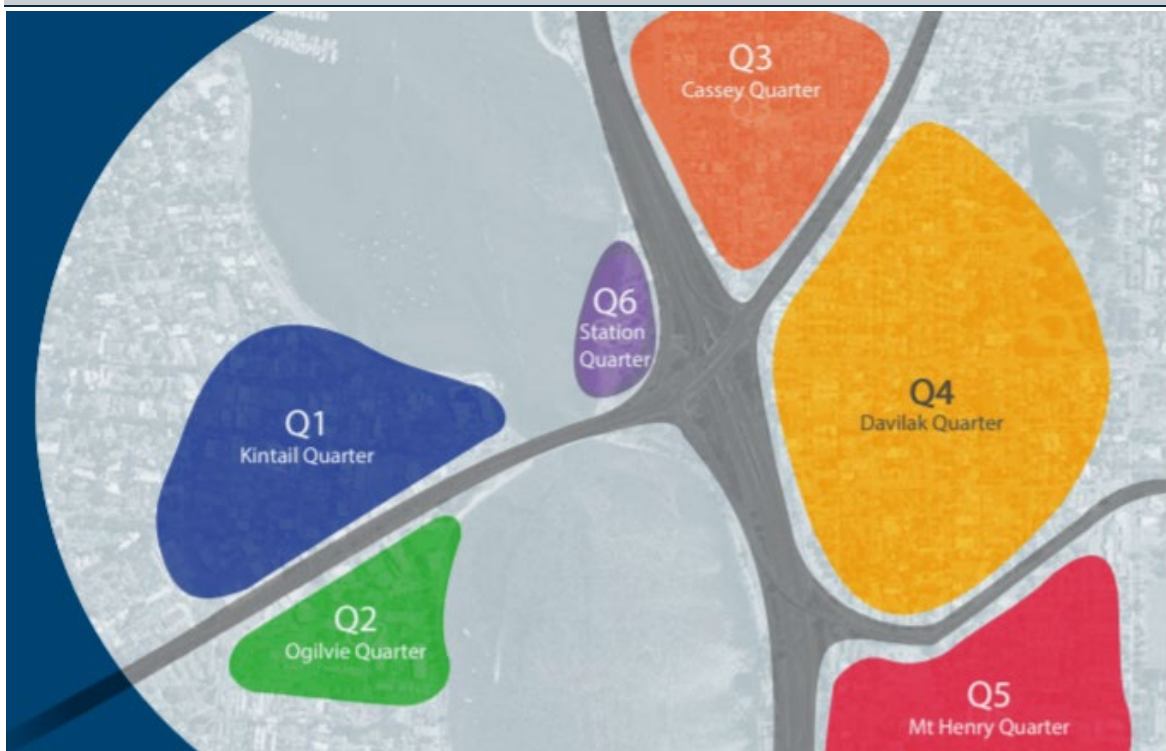 Q3
Cassey Quarter
Q6
Station
Quarter
Q4
Davilak Quarter
Q1
Kintail Quarter
Q2
Ogilvie Quarter
Q5
Mt Henry Quarter